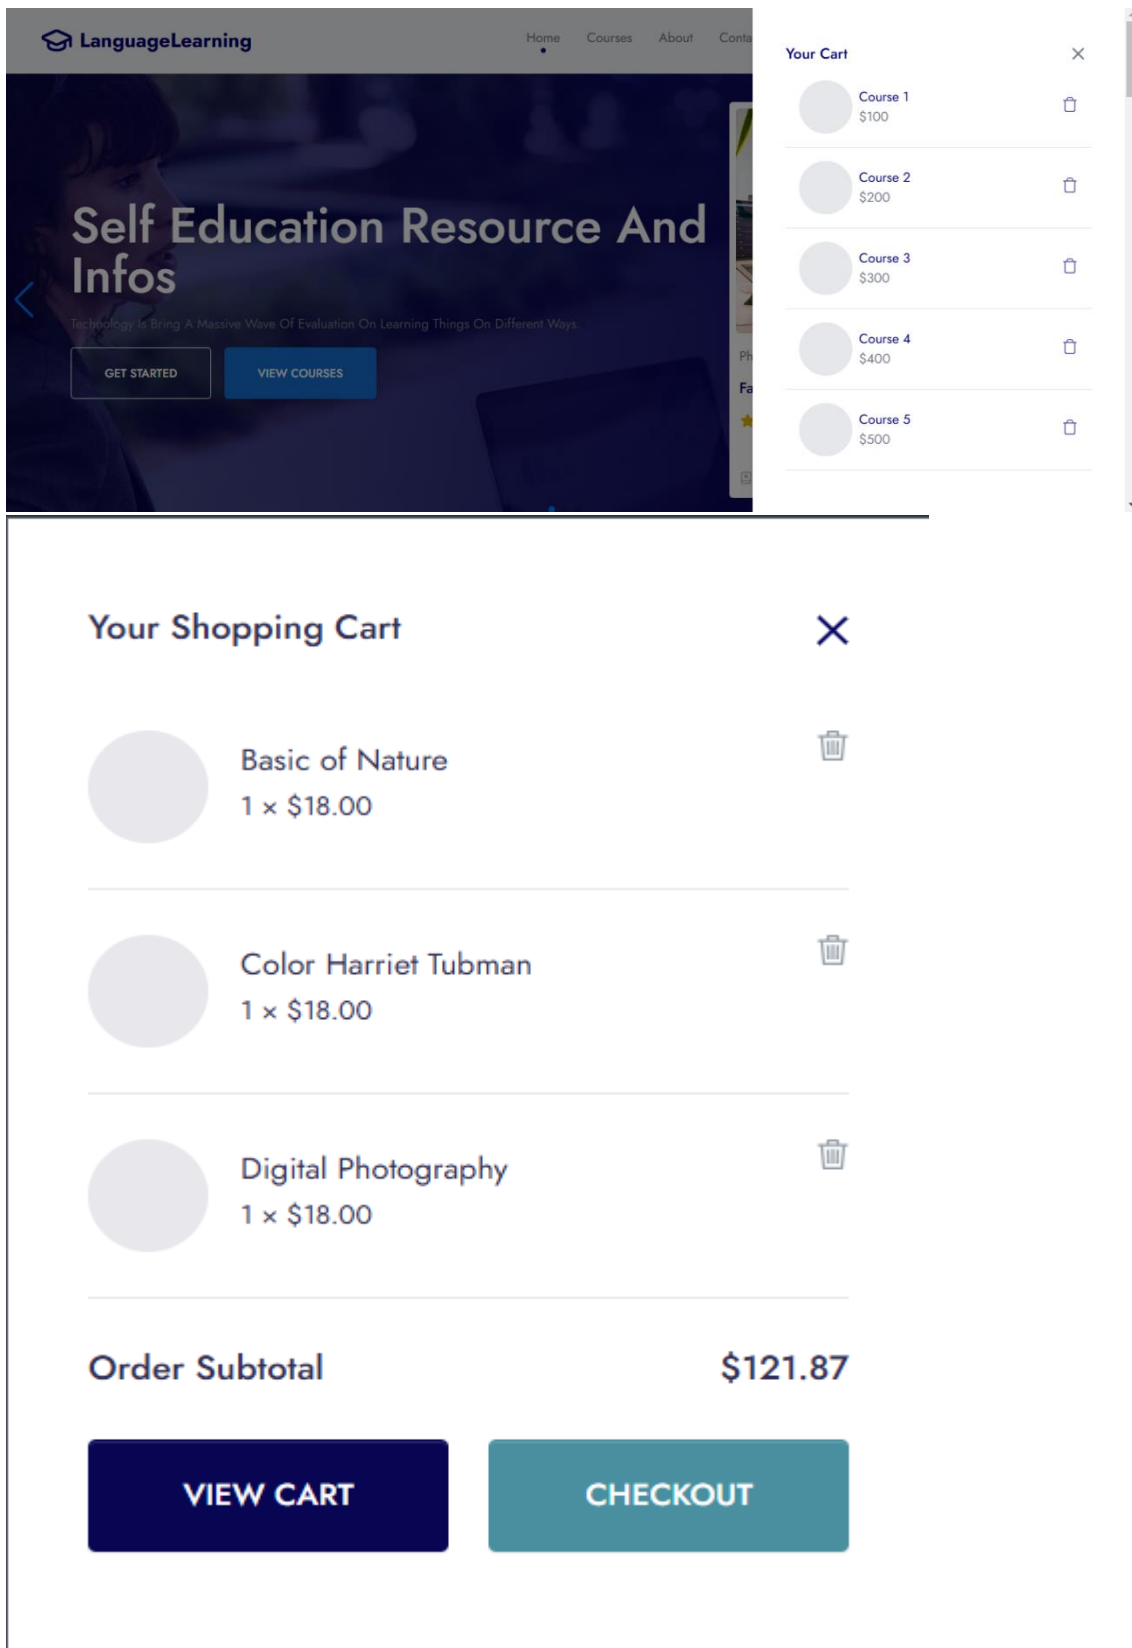 LanguageLearning
Home Courses About Conta
Self Education Resource And
Infos
Technology Is Bring A Massive Wave Of Evaluation On Learning Things On Different Ways.
GET STARTED VIEW COURSES
Ph
Fa
Your Cart
Course 1
$100
Course 2
$200
Course 3
$300
Course 4
$400
Course 5
$500
Your Shopping Cart
Basic of Nature
1 × $18.00
Color Harriet Tubman
1 × $18.00
Digital Photography
1 × $18.00
Order Subtotal $121.87
VIEW CART CHECKOUT